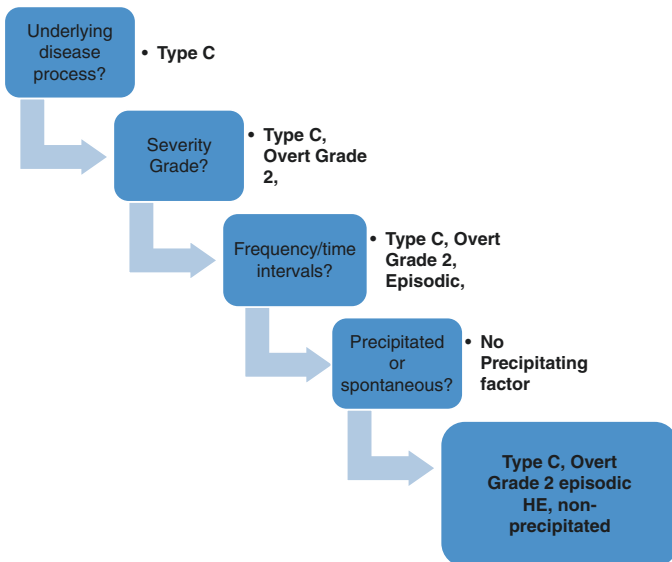 Underlying
disease
process?
• Type C
Severity
Grade?
• Type C,
Overt Grade
2,
Frequency/time
intervals?
• Type C, Overt
Grade 2,
Episodic,
Precipitated
or
spontaneous?
• No
Precipitating
factor
Type C, Overt
Grade 2 episodic
HE, non-
precipitated